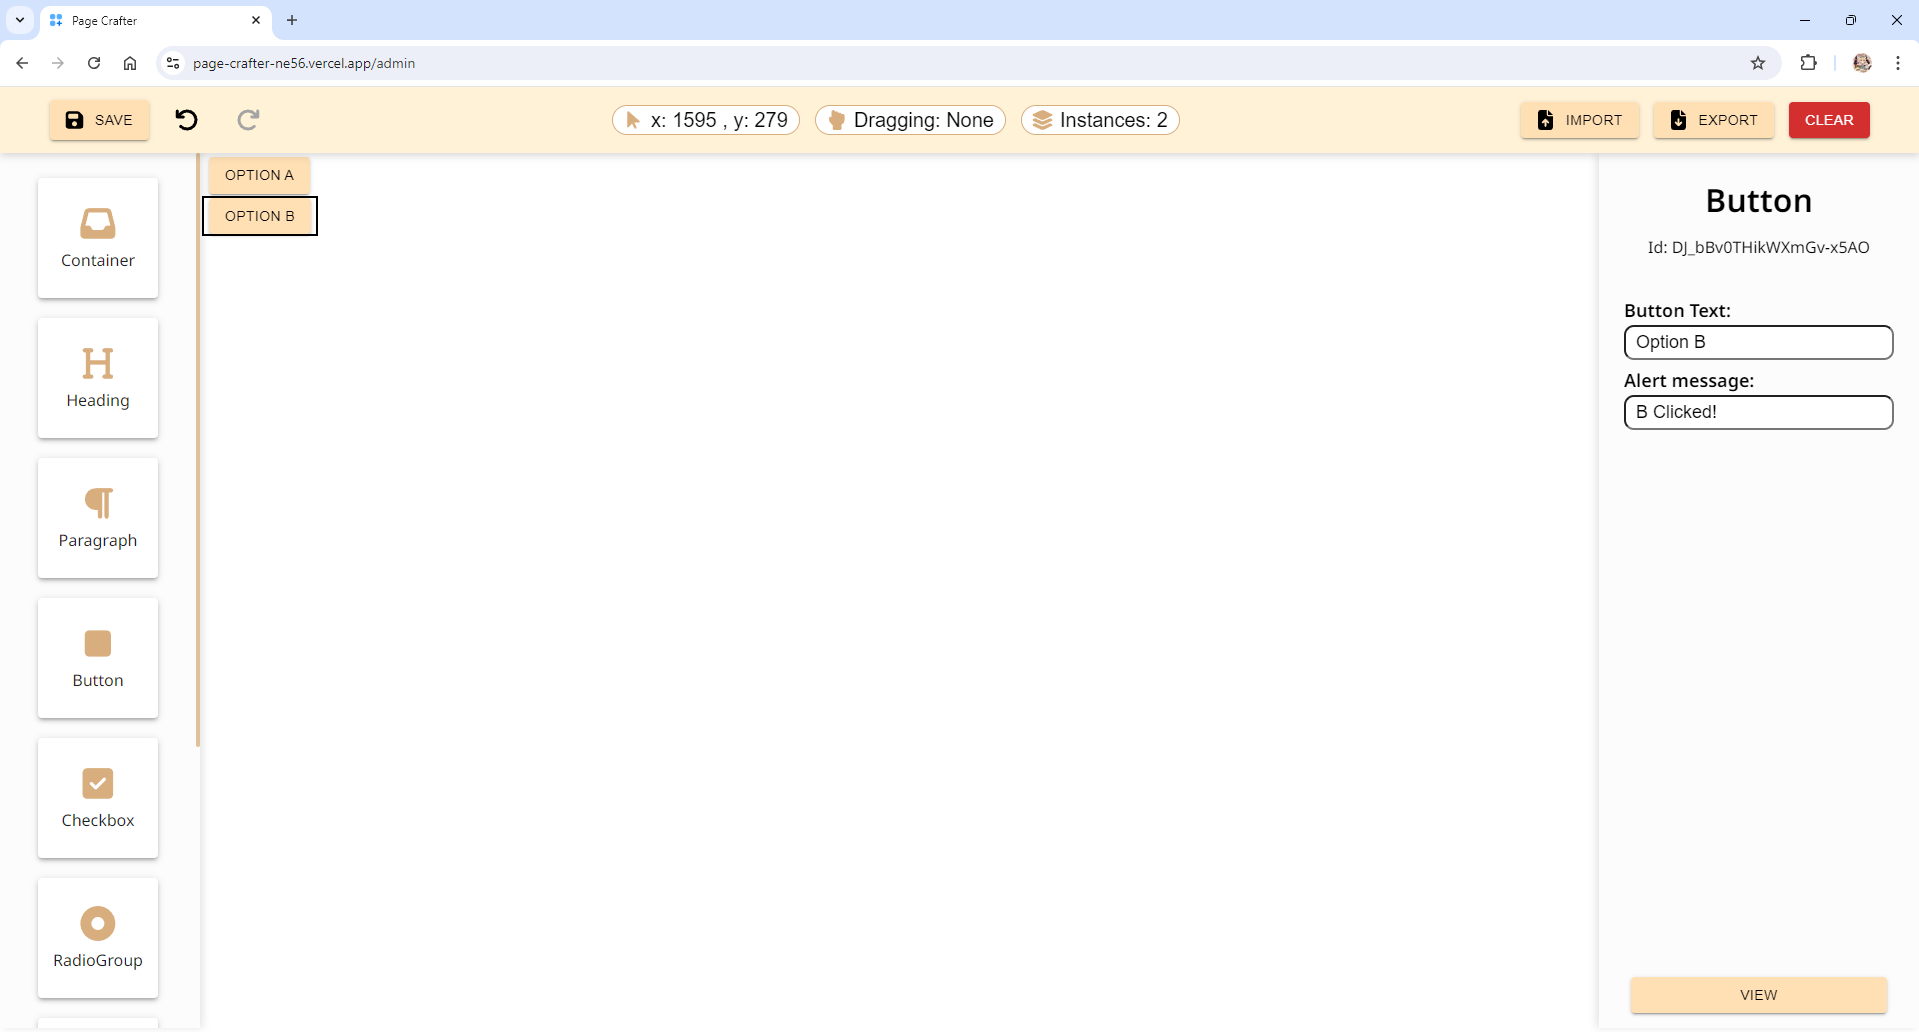 Page Crafter
page-crafter-ne56.vercel.app/admin
SAVE
x: 1595 , y: 279
Dragging: None
Instances: 2
IMPORT
EXPORT
CLEAR
Container
Heading
Paragraph
Button
Checkbox
RadioGroup
OPTION A
OPTION B
Button
Id: DJ_bBv0THikWXmGv-x5AO
Button Text:
Option B
Alert message:
B Clicked!
VIEW